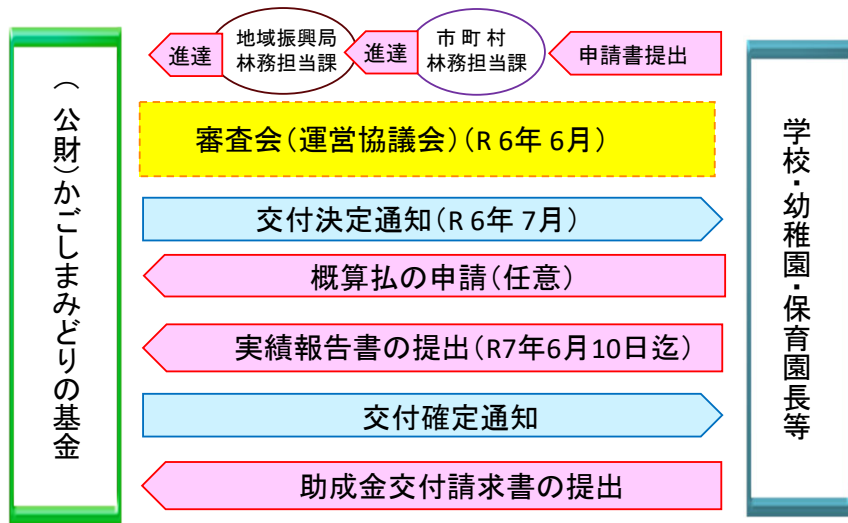 進達
地域振興局
林務担当課
進達
市町村
林務担当課
申請書提出
(公財)かごしまみどりの基金
審査会(運営協議会)(R6年6月)
交付決定通知(R6年7月)
概算払の申請(任意)
実績報告書の提出(R7年6月10日迄)
交付確定通知
助成金交付請求書の提出
学校・幼稚園・保育園長等